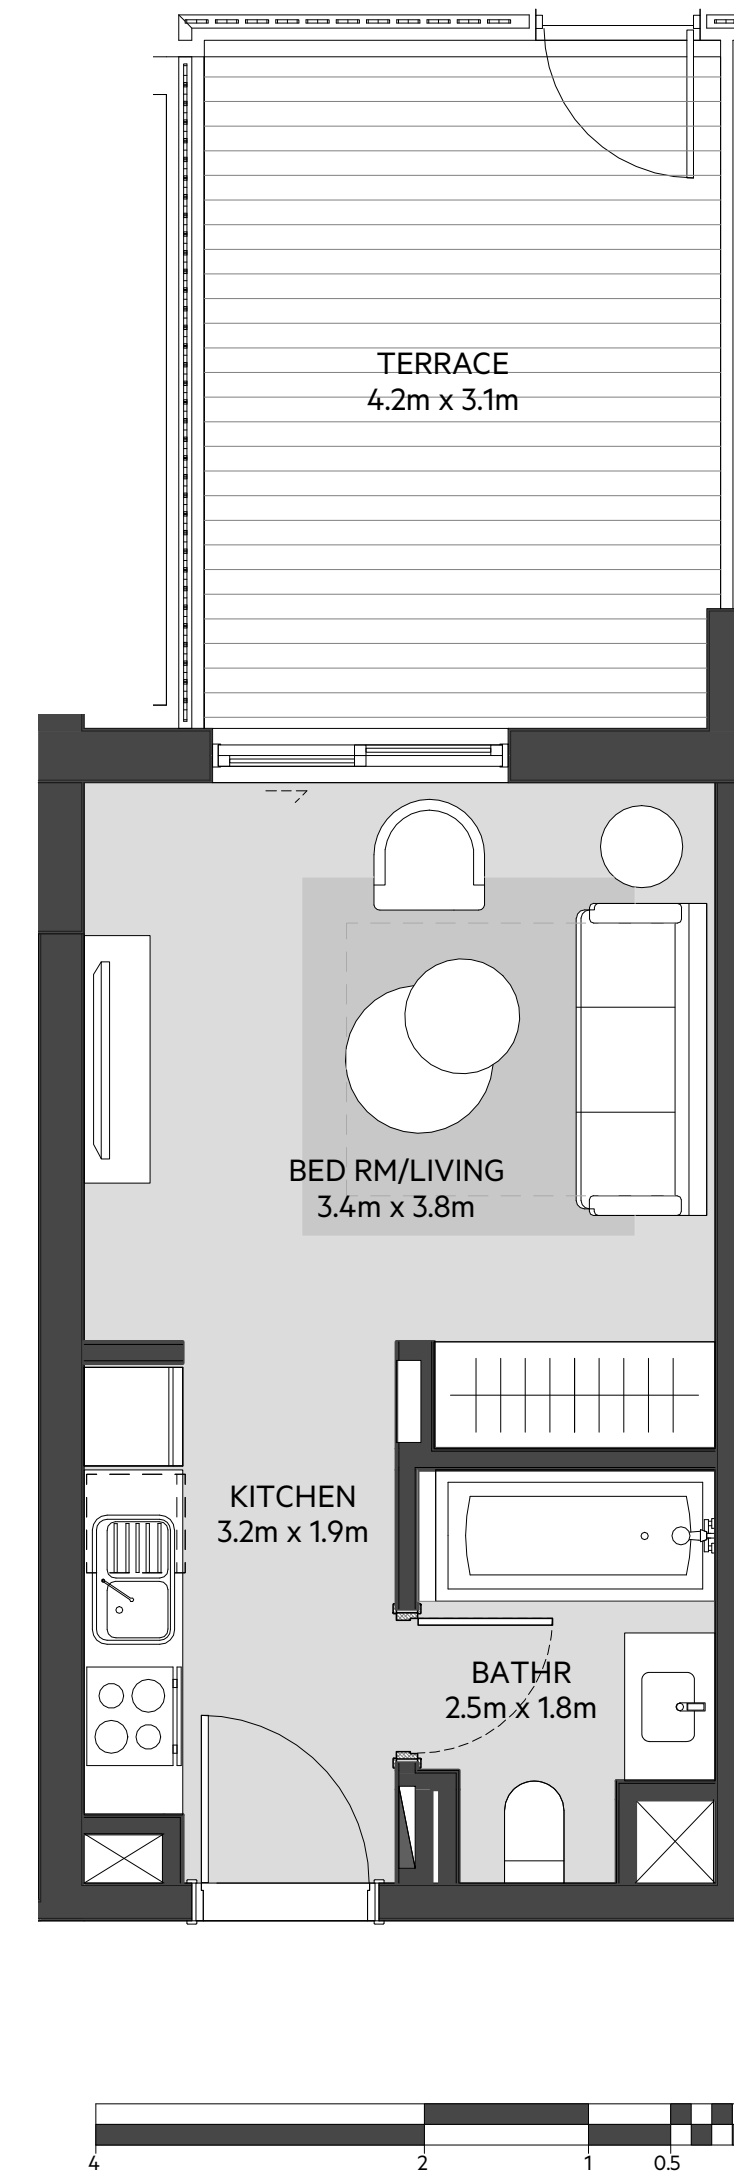 TERRACE
4.2m x 3.1m
BED RM/LIVING
3.4m x 3.8m
KITCHEN
3.2m x 1.9m
BATHR
2.5m x 1.8m
4 2 1 0.5